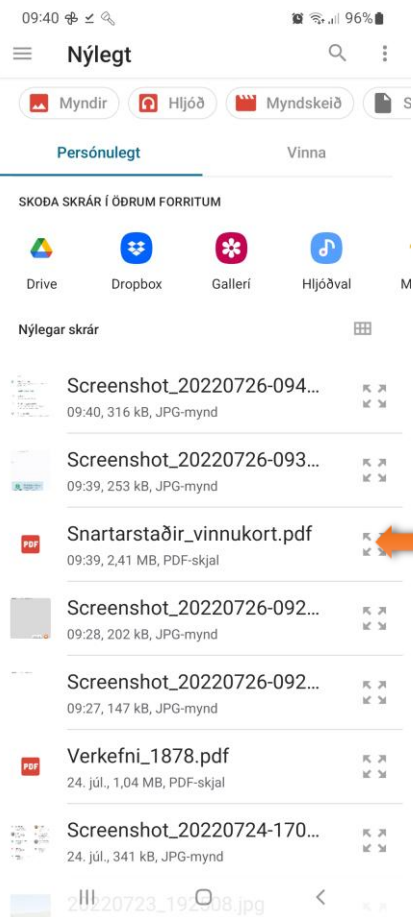 09:40 96%
Nýlegt
Myndir Hljóð Myndskeið S
Persónulegt Vinna
SKOÐA SKRÁR Í ÖÐRUM FORRITUM
Drive Dropbox Gallerí Hljóðval M
Nýlegar skrár
Screenshot_20220726-094...
09:40, 316 kB, JPG-mynd
Screenshot_20220726-093...
09:39, 253 kB, JPG-mynd
PDF Snartarstaðir_vinnukort.pdf
09:39, 2,41 MB, PDF-skjal
Screenshot_20220726-092...
09:28, 202 kB, JPG-mynd
Screenshot_20220726-092...
09:27, 147 kB, JPG-mynd
PDF Verkefni_1878.pdf
24. júl., 1,04 MB, PDF-skjal
Screenshot_20220724-170...
24. júl., 341 kB, JPG-mynd